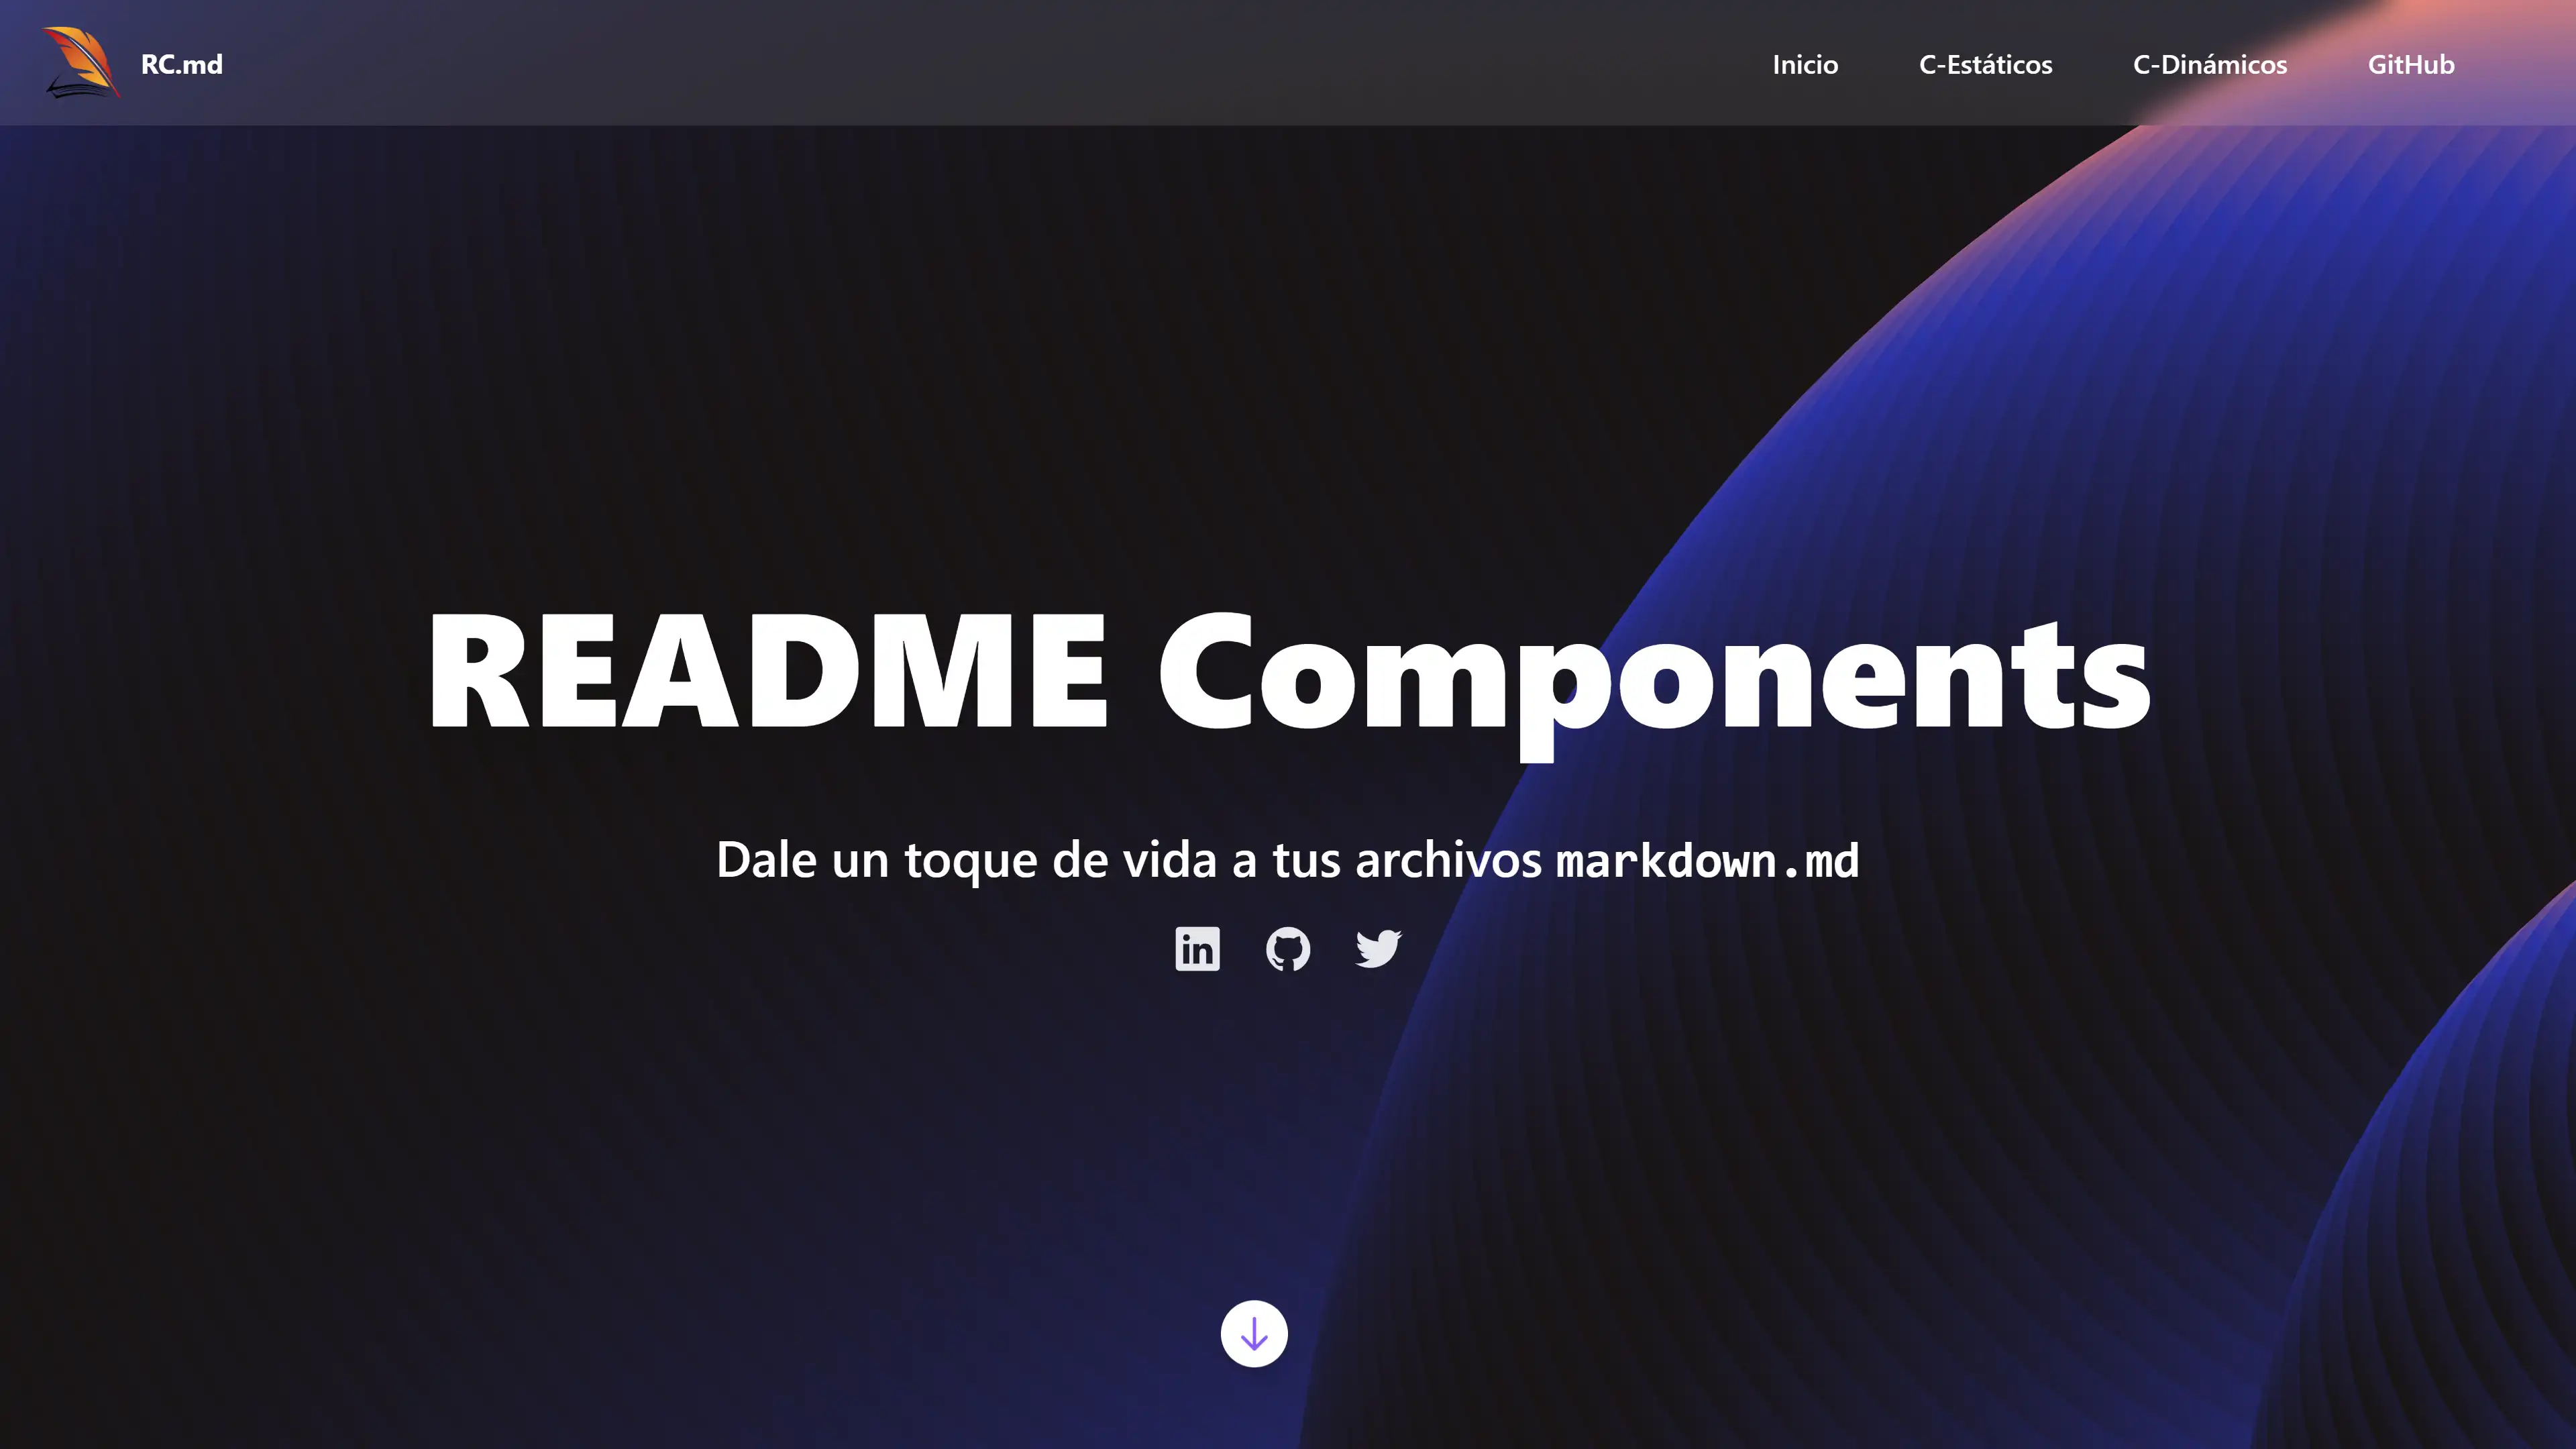 RC.md
Inicio
C-Estáticos
C-Dinámicos
GitHub
README Components
Dale un toque de vida a tus archivos markdown.md